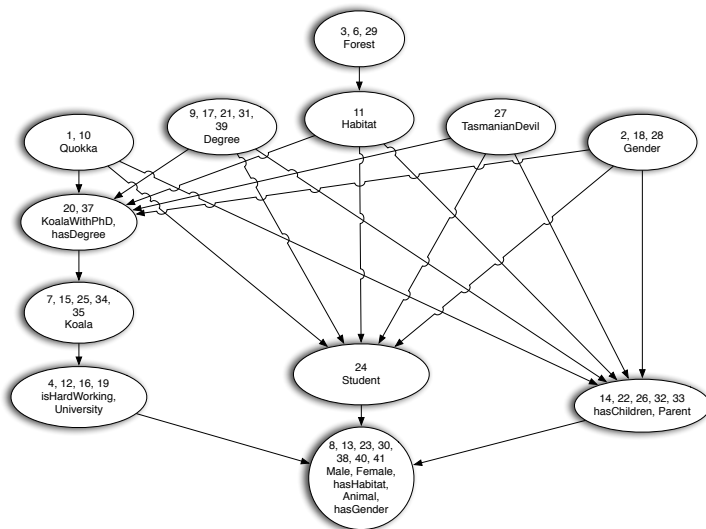 3, 6, 29
Forest
9, 17, 21, 31,
39
Degree
11
Habitat
27
TasmanianDevil
1, 10
Quokka
2, 18, 28
Gender
20, 37
KoalaWithPhD,
hasDegree
7, 15, 25, 34,
35
Koala
4, 12, 16, 19
isHardWorking,
University
24
Student
14, 22, 26, 32, 33
hasChildren, Parent
8, 13, 23, 30,
38, 40, 41
Male, Female,
hasHabitat,
Animal,
hasGender